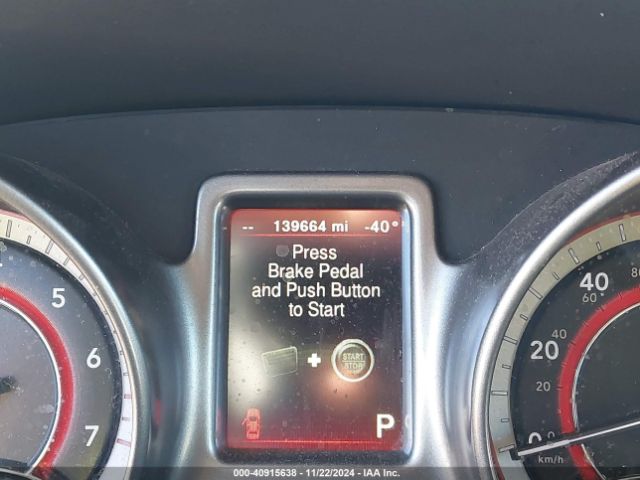 -- 139664 mi -40°
Press
Brake Pedal
and Push Button
to Start
START
STOP
P
5
6
7
40
60
80
20
40
20
0
km/h
000-40915638 - 11/22/2024 - IAA Inc.